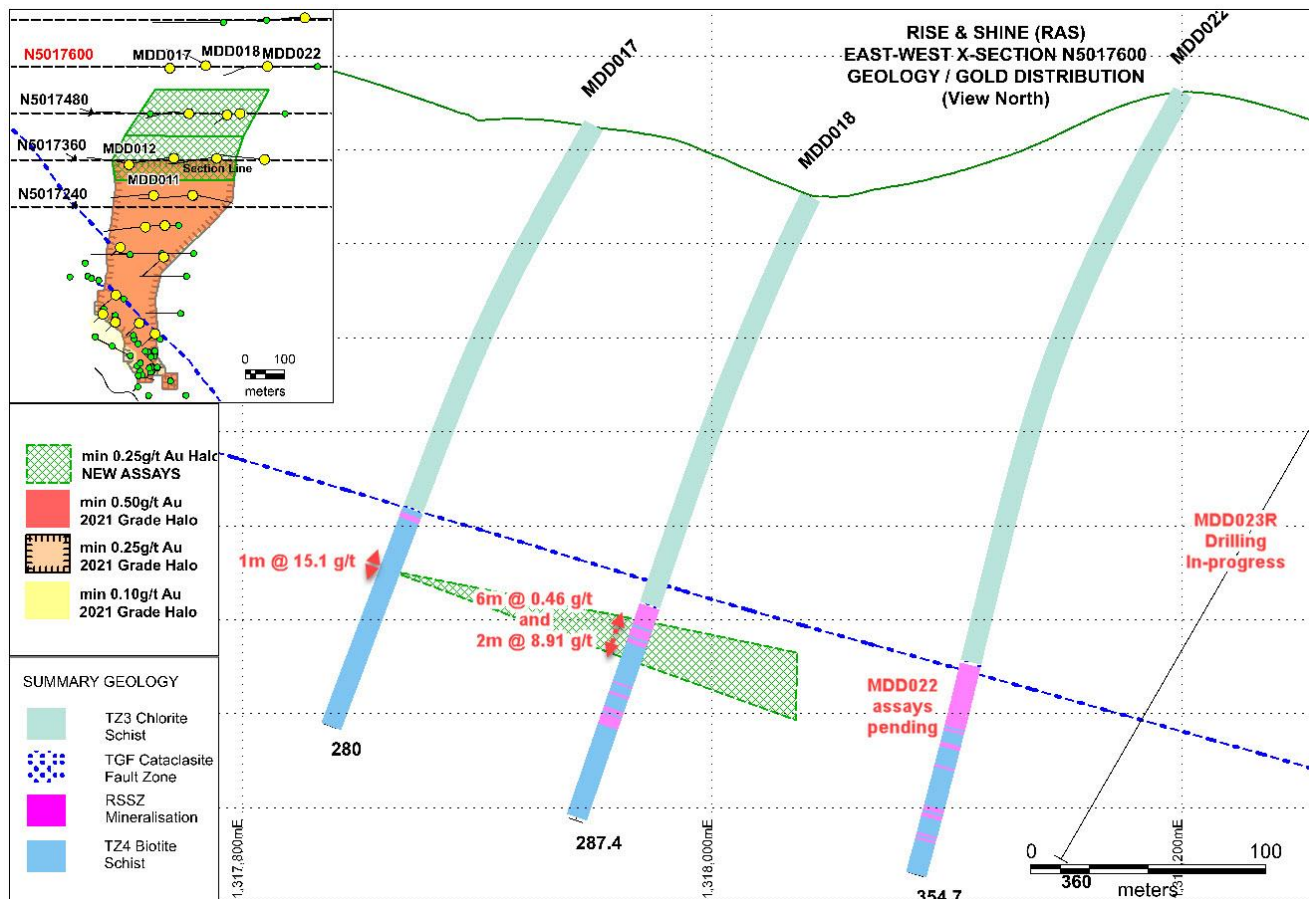 RISE & SHINE (RAS)
EAST-WEST X-SECTION N5017600
GEOLOGY / GOLD DISTRIBUTION
(View North)
N5017600
MDD017
MDD018
MDD022
N5017480
N5017360
MDD012
Section Line
MDD011
N5017240
0 100
meters
MDD017
MDD018
MDD022
min 0.25g/t Au Halo
NEW ASSAYS
min 0.50g/t Au
2021 Grade Halo
min 0.25g/t Au
2021 Grade Halo
min 0.10g/t Au
2021 Grade Halo
SUMMARY GEOLOGY
TZ3 Chlorite
Schist
TGF Cataclasite
Fault Zone
RSSZ
Mineralisation
TZ4 Biotite
Schist
1m @ 15.1 g/t
6m @ 0.46 g/t
and
2m @ 8.91 g/t
MDD022
assays
pending
MDD023R
Drilling
In-progress
280
287.4
354.7
360
1,317,800mE
1,318,000mE
0 100
meters